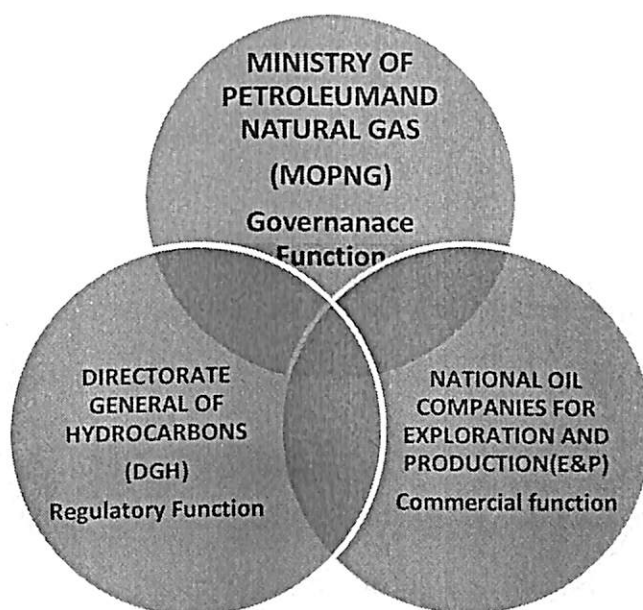 MINISTRY OF
PETROLEUMAND
NATURAL GAS
(MOPNG)
Governanace
Function
DIRECTORATE
GENERAL OF
HYDROCARBONS
(DGH)
Regulatory Function
NATIONAL OIL
COMPANIES FOR
EXPLORATION AND
PRODUCTION(E&P)
Commercial function